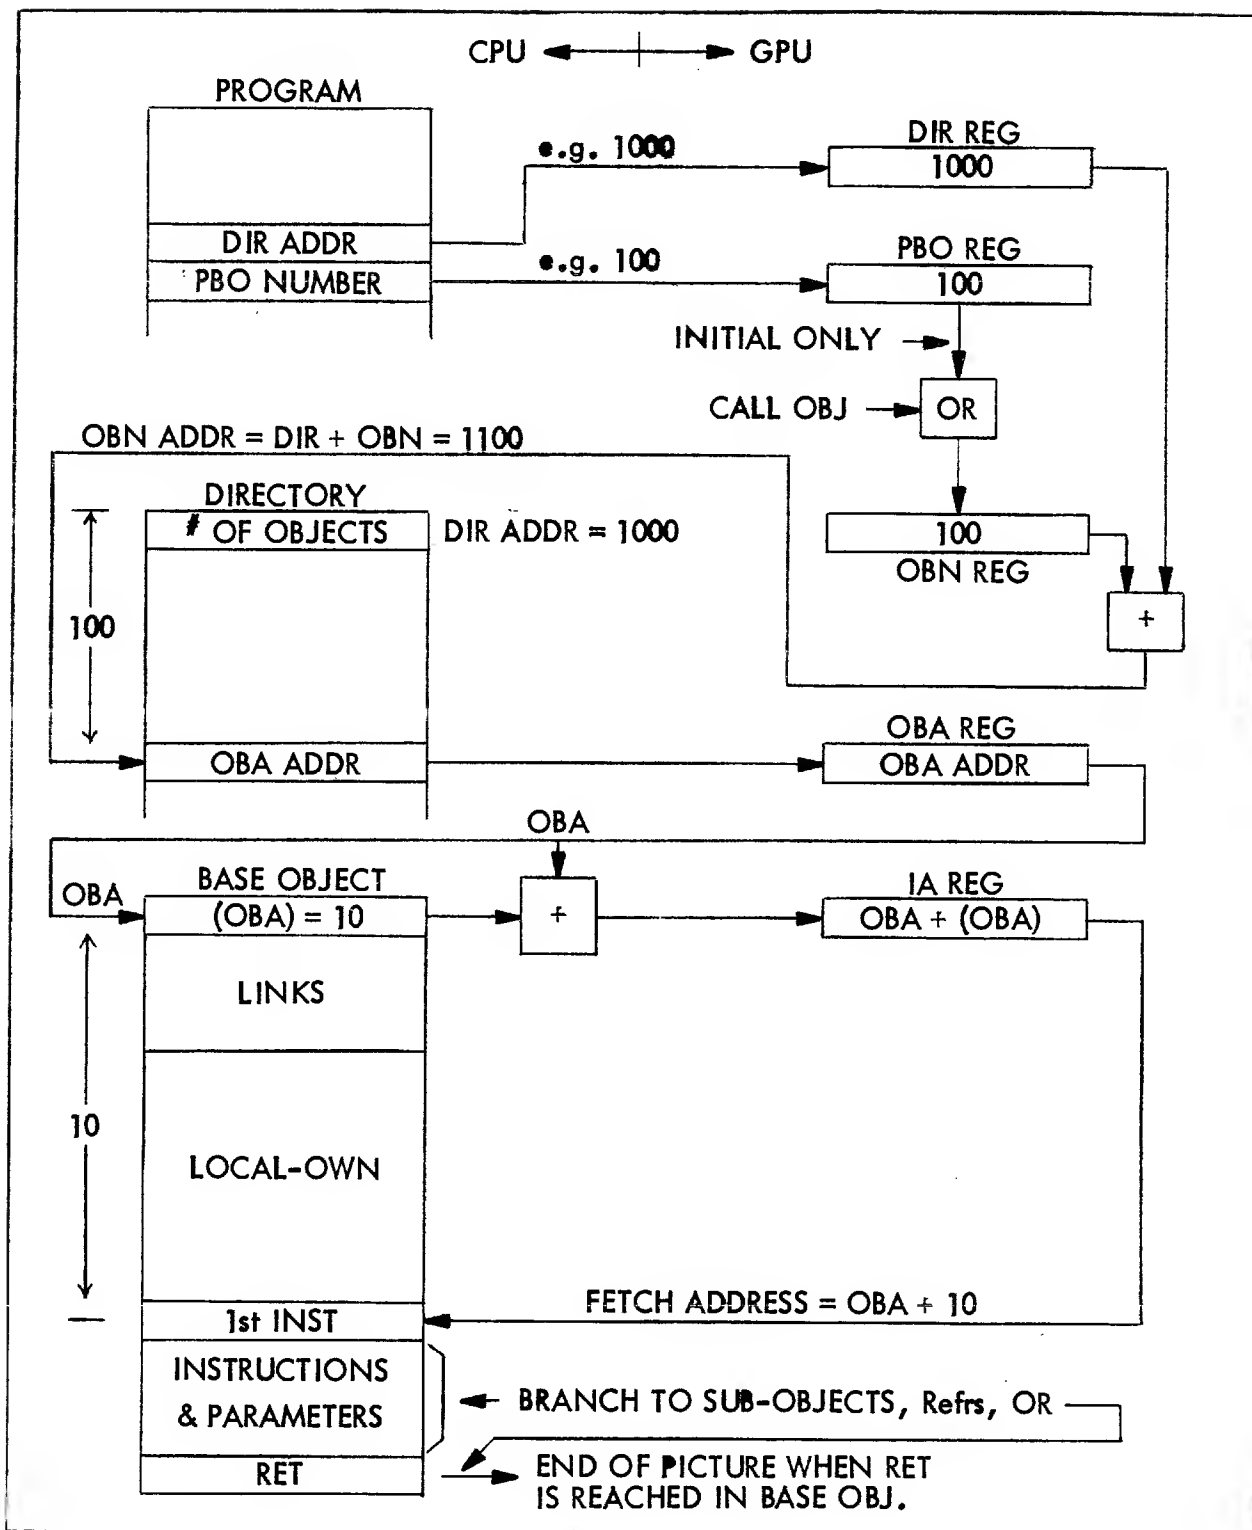 CPU GPU
PROGRAM
e.g. 1000
DIR REG
1000
DIR ADDR
PBO NUMBER
e.g. 100
PBO REG
100
INITIAL ONLY
CALL OBJ
OR
OBN ADDR = DIR + OBN = 1100
DIRECTORY
# OF OBJECTS
DIR ADDR = 1000
100
OBN REG
+
100
OBA REG
OBA ADDR
OBA ADDR
OBA
OBA
BASE OBJECT
(OBA) = 10
+
IA REG
OBA + (OBA)
LINKS
10
LOCAL-OWN
FETCH ADDRESS = OBA + 10
1st INST
INSTRUCTIONS
& PARAMETERS
BRANCH TO SUB-OBJECTS, Refrs, OR
RET
END OF PICTURE WHEN RET
IS REACHED IN BASE OBJ.